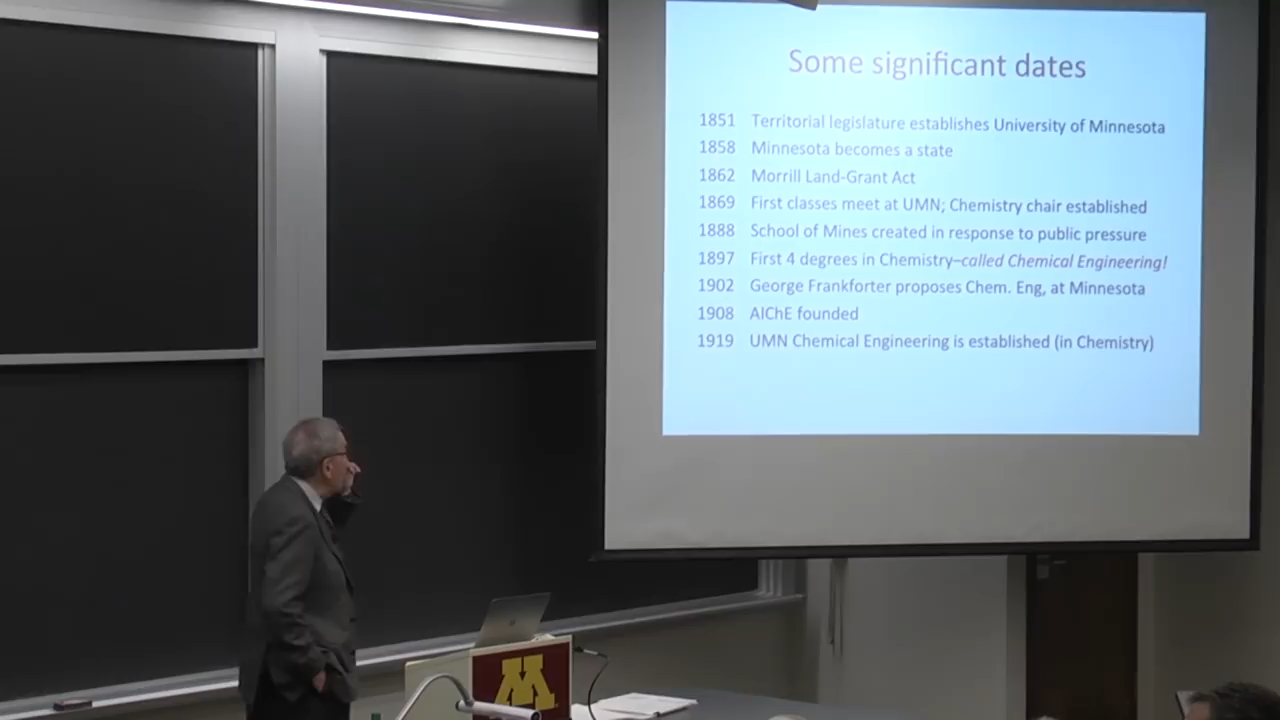 Some significant dates
1851 Territorial legislature establishes University of Minnesota
1858 Minnesota becomes a state
1862 Morrill Land-Grant Act
1869 First classes meet at UMN; Chemistry chair established
1888 School of Mines created in response to public pressure
1897 First 4 degrees in Chemistry–called Chemical Engineering!
1902 George Frankforter proposes Chem. Eng, at Minnesota
1908 AIChE founded
1919 UMN Chemical Engineering is established (in Chemistry)
M